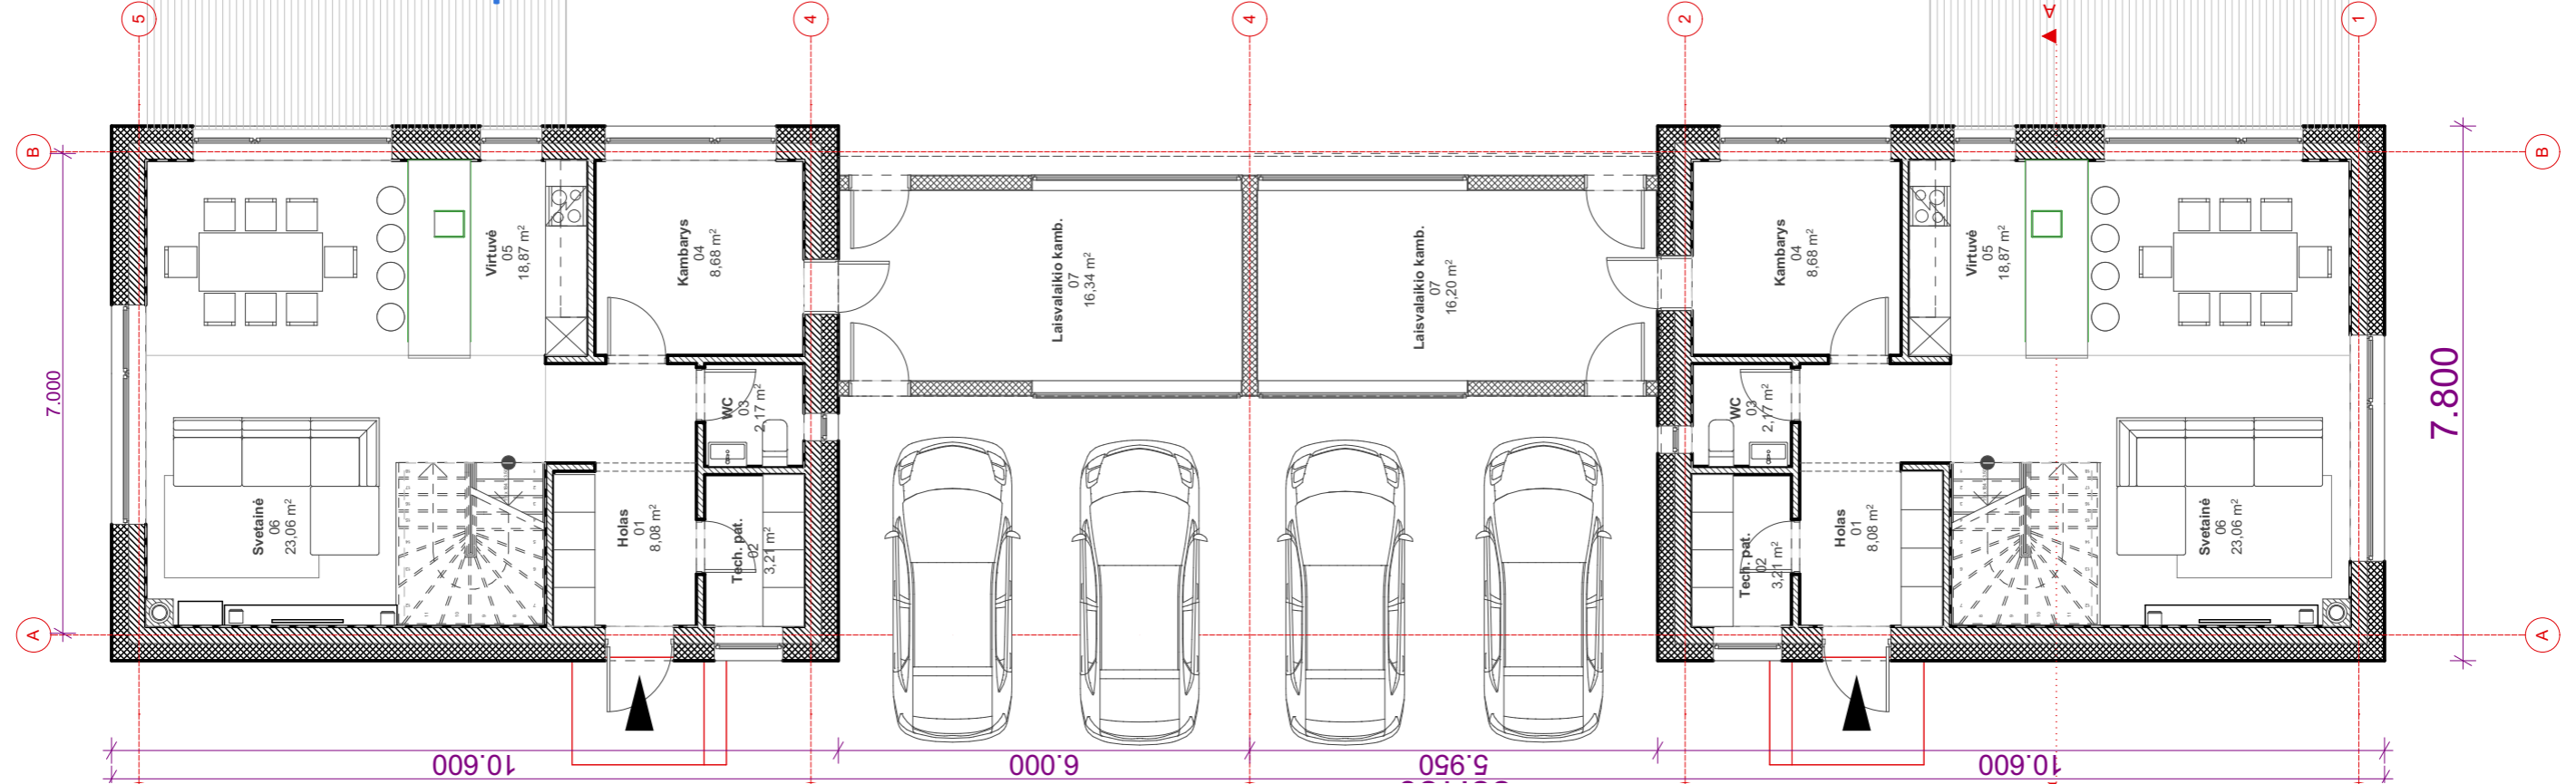 5
4
4
2
A
1
B
B
7.000
7.800
Virtuvė
05
18,87 m²
Kambarys
04
8,68 m²
Laisvalaikio kamb.
07
16,34 m²
Laisvalaikio kamb.
07
16,20 m²
Kambarys
04
8,68 m²
Virtuvė
05
18,87 m²
WC
03
2,17 m²
WC
03
2,17 m²
Svetainė
06
23,06 m²
Holas
01
8,08 m²
Tech. pat.
02
3,21 m²
Tech. pat.
02
3,21 m²
Holas
01
8,08 m²
Svetainė
06
23,06 m²
A
A
10.600
6.000
5.950
10.600